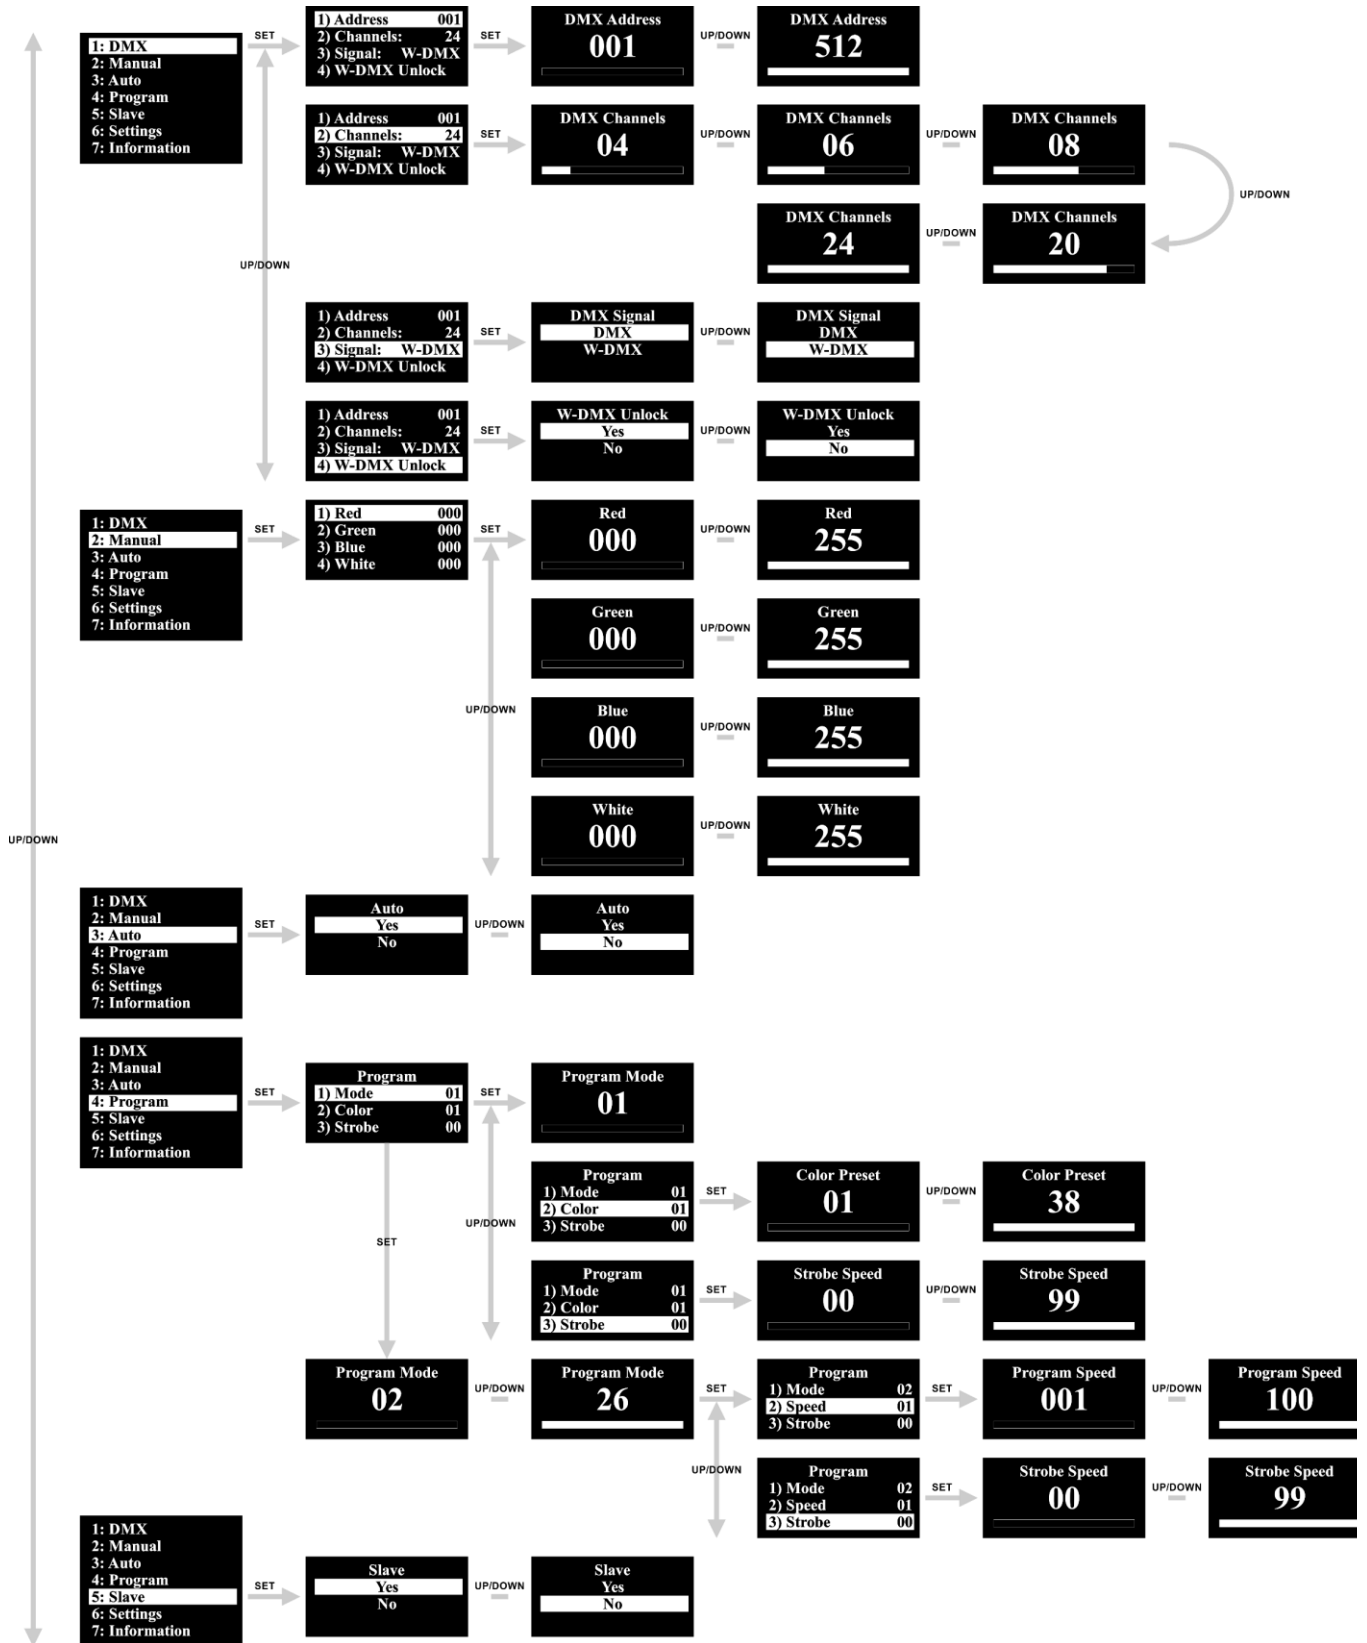 1: DMX
2: Manual
3: Auto
4: Program
5: Slave
6: Settings
7: Information
SET
1) Address 001
2) Channels: 24
3) Signal: W-DMX
4) W-DMX Unlock
SET
DMX Address
001
UP/DOWN
DMX Address
512
1) Address 001
2) Channels: 24
3) Signal: W-DMX
4) W-DMX Unlock
SET
DMX Channels
04
UP/DOWN
DMX Channels
06
UP/DOWN
DMX Channels
08
UP/DOWN
DMX Channels
24
UP/DOWN
DMX Channels
20
UP/DOWN
1) Address 001
2) Channels: 24
3) Signal: W-DMX
4) W-DMX Unlock
SET
DMX Signal
DMX
W-DMX
UP/DOWN
DMX Signal
DMX
W-DMX
1) Address 001
2) Channels: 24
3) Signal: W-DMX
4) W-DMX Unlock
SET
W-DMX Unlock
Yes
No
UP/DOWN
W-DMX Unlock
Yes
No
1: DMX
2: Manual
3: Auto
4: Program
5: Slave
6: Settings
7: Information
SET
1) Red 000
2) Green 000
3) Blue 000
4) White 000
SET
Red
000
UP/DOWN
Red
255
Green
000
UP/DOWN
Green
255
UP/DOWN
Blue
000
UP/DOWN
Blue
255
White
000
UP/DOWN
White
255
UP/DOWN
1: DMX
2: Manual
3: Auto
4: Program
5: Slave
6: Settings
7: Information
SET
Auto
Yes
No
UP/DOWN
Auto
Yes
No
1: DMX
2: Manual
3: Auto
4: Program
5: Slave
6: Settings
7: Information
SET
Program
1) Mode 01
2) Color 01
3) Strobe 00
SET
Program Mode
01
UP/DOWN
SET
Program
1) Mode 01
2) Color 01
3) Strobe 00
SET
Color Preset
01
UP/DOWN
Color Preset
38
Program
1) Mode 01
2) Color 01
3) Strobe 00
SET
Strobe Speed
00
UP/DOWN
Strobe Speed
99
Program Mode
02
UP/DOWN
Program Mode
26
SET
Program
1) Mode 02
2) Speed 01
3) Strobe 00
SET
Program Speed
001
UP/DOWN
Program Speed
100
UP/DOWN
Program
1) Mode 02
2) Speed 01
3) Strobe 00
SET
Strobe Speed
00
UP/DOWN
Strobe Speed
99
1: DMX
2: Manual
3: Auto
4: Program
5: Slave
6: Settings
7: Information
SET
Slave
Yes
No
UP/DOWN
Slave
Yes
No